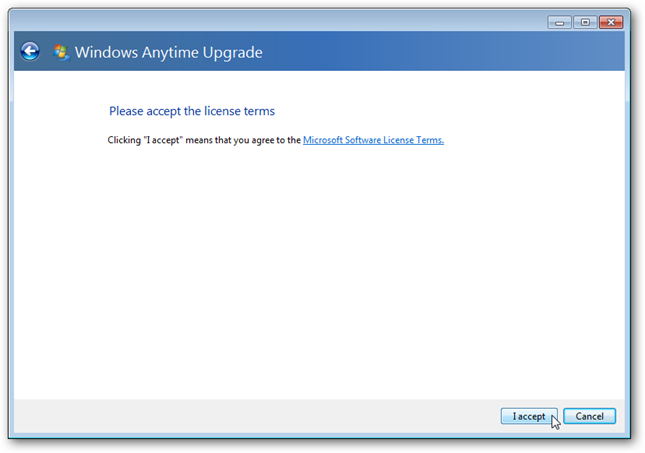 Windows Anytime Upgrade
Please accept the license terms
Clicking "I accept" means that you agree to the Microsoft Software License Terms.
I accept
Cancel